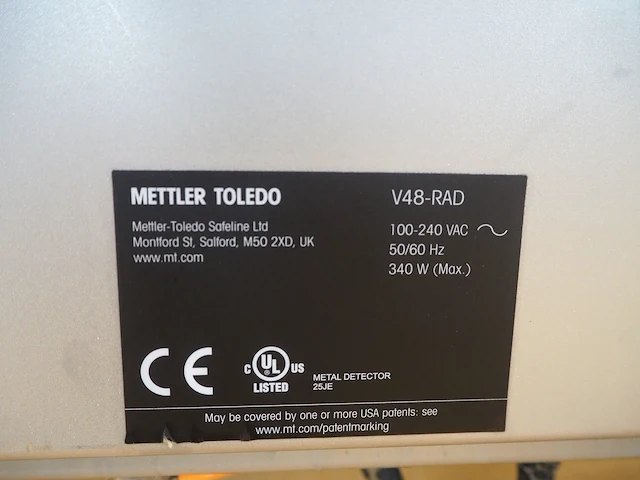 METTLER TOLEDO
Mettler-Toledo Safeline Ltd
Montford St, Salford, M50 2XD, UK
www.mt.com
V48-RAD
100-240 VAC
50/60 Hz
340 W (Max.)
CE
C UL US
LISTED
METAL DETECTOR
25JE
May be covered by one or more USA patents: see
www.mt.com/patentmarking